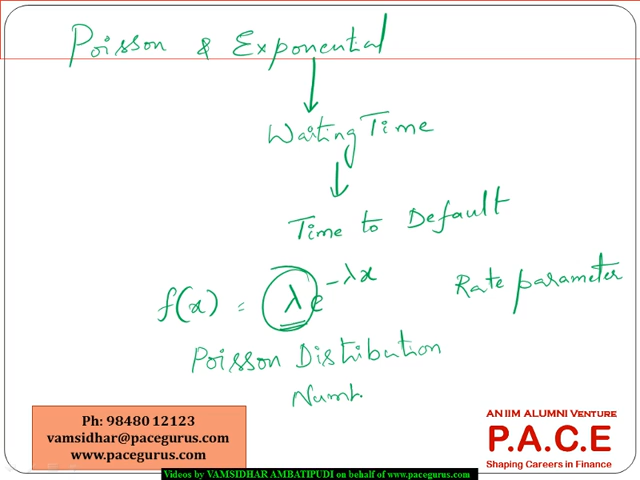 Poisson & Exponential
Waiting Time
Time to Default
f(x) = λe^{-λx}
Rate parameter
Poisson Distribution
Numb
Ph: 98480 12123
vamsidhar@pacegurus.com
www.pacegurus.com
AN IIM ALUMNI VENTURE
P.A.C.E
Shaping Careers in Finance
Videos by VAMSIDHAR AMBATIPUDI on behalf of www.pacegurus.com